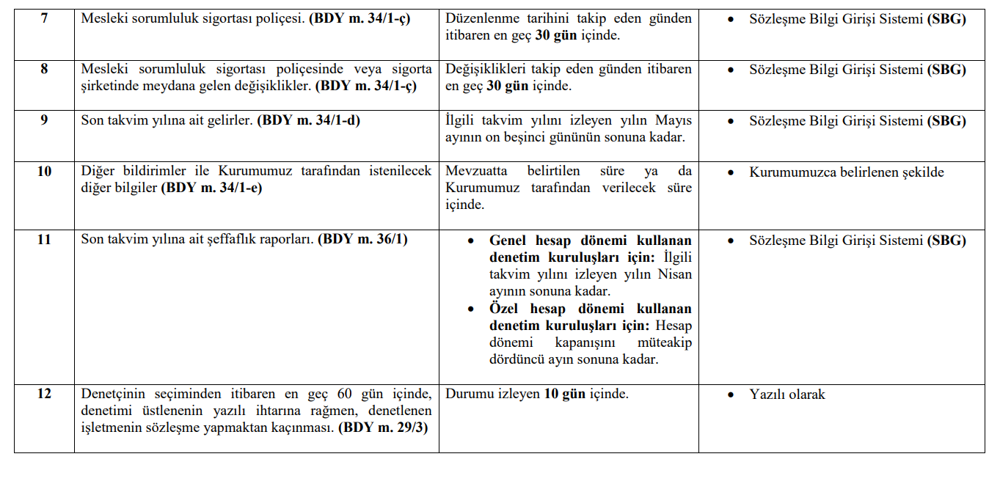 7
Mesleki sorumluluk sigortası poliçesi. (BDY m. 34/1-ç)
Düzenlenme tarihini takip eden günden
itibaren en geç 30 gün içinde.
• Sözleşme Bilgi Girişi Sistemi (SBG)
8
Mesleki sorumluluk sigortası poliçesinde veya sigorta
şirketinde meydana gelen değişiklikler. (BDY m. 34/1-ç)
Değişiklikleri takip eden günden itibaren
en geç 30 gün içinde.
• Sözleşme Bilgi Girişi Sistemi (SBG)
9
Son takvim yılına ait gelirler. (BDY m. 34/1-d)
İlgili takvim yılını izleyen yılın Mayıs
ayının on beşinci gününün sonuna kadar.
• Sözleşme Bilgi Girişi Sistemi (SBG)
10
Diğer bildirimler ile Kurumumuz tarafından istenilecek
diğer bilgiler (BDY m. 34/1-e)
Mevzuatta belirtilen süre ya da
Kurumumuz tarafından verilecek süre
içinde.
• Kurumumuzca belirlenen şekilde
11
Son takvim yılına ait şeffaflık raporları. (BDY m. 36/1)
• Genel hesap dönemi kullanan
denetim kuruluşları için: İlgili
takvim yılını izleyen yılın Nisan
ayının sonuna kadar.
• Özel hesap dönemi kullanan
denetim kuruluşları için: Hesap
dönemi kapanışını müteakip
dördüncü ayın sonuna kadar.
• Sözleşme Bilgi Girişi Sistemi (SBG)
12
Denetçinin seçiminden itibaren en geç 60 gün içinde,
denetimi üstlenenin yazılı ihtarına rağmen, denetlenen
işletmenin sözleşme yapmaktan kaçınması. (BDY m. 29/3)
Durumu izleyen 10 gün içinde.
• Yazılı olarak